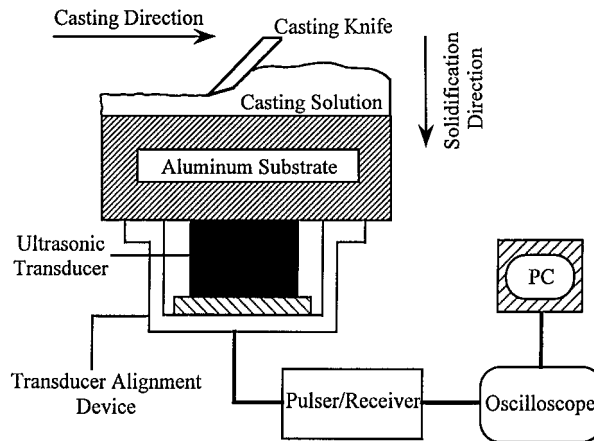 Casting Direction
Casting Knife
Casting Solution
Solidification
Direction
Aluminum Substrate
Ultrasonic
Transducer
PC
Transducer Alignment
Device
Pulser/Receiver
Oscilloscope